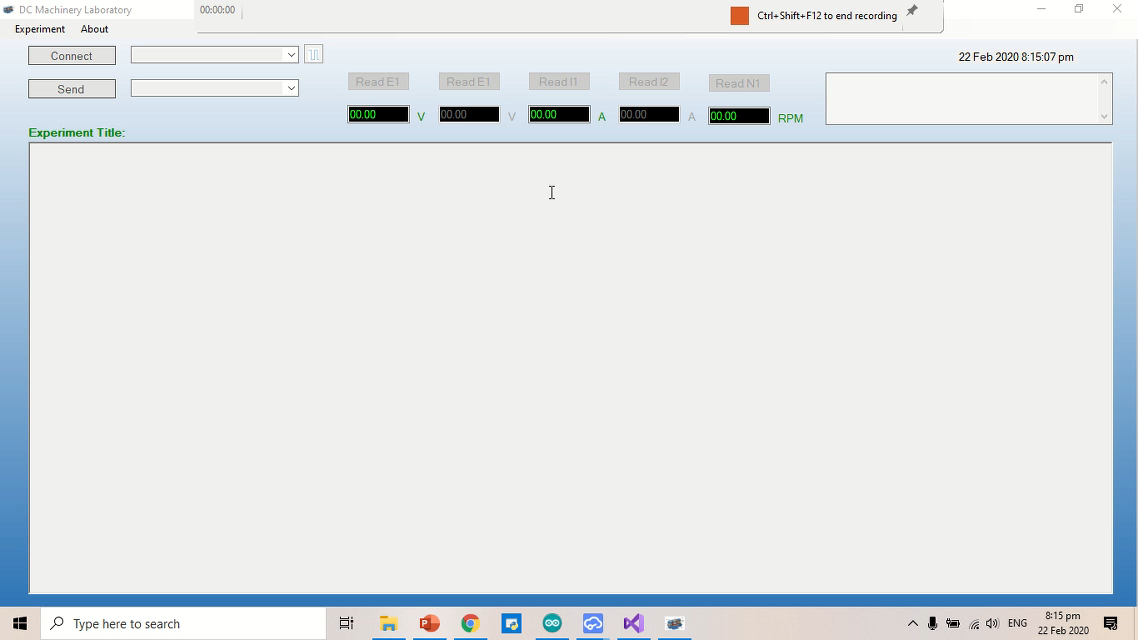 DC Machinery Laboratory
00:00:00
Ctrl+Shift+F12 to end recording
Experiment About
Connect
22 Feb 2020 8:15:07 pm
Send
Read E1 Read E1 Read I1 Read I2 Read N1
00.00 V 00.00 V 00.00 A 00.00 A 00.00 RPM
Experiment Title:
Type here to search
ENG
8:15 pm
22 Feb 2020